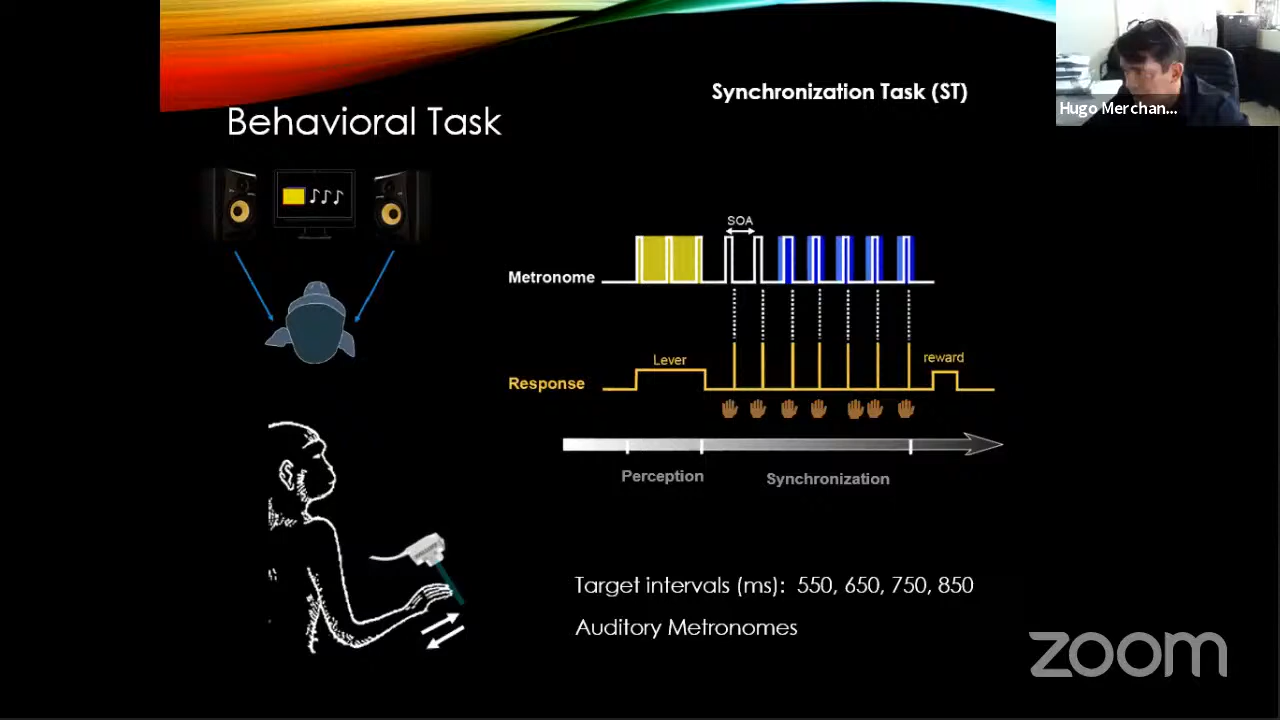 Synchronization Task (ST)
Hugo Merchan...
Behavioral Task
SOA
Metronome
Lever
reward
Response
Perception
Synchronization
Target intervals (ms): 550, 650, 750, 850
Auditory Metronomes
zoom